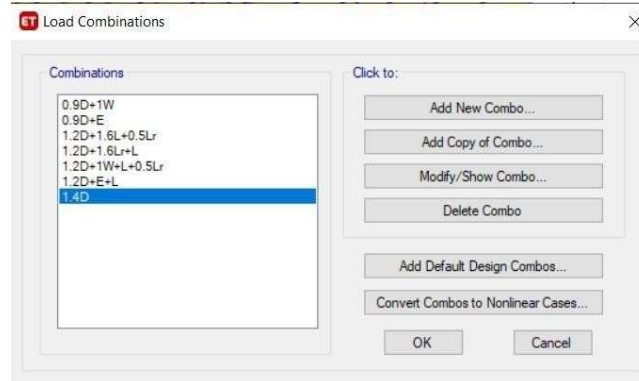 ET Load Combinations
Combinations
0.9D+1W
0.9D+E
1.2D+1.6L+0.5Lr
1.2D+1.6Lr+L
1.2D+1W+L+0.5Lr
1.2D+E+L
1.4D
Click to:
Add New Combo...
Add Copy of Combo...
Modify/Show Combo...
Delete Combo
Add Default Design Combos...
Convert Combos to Nonlinear Cases...
OK Cancel